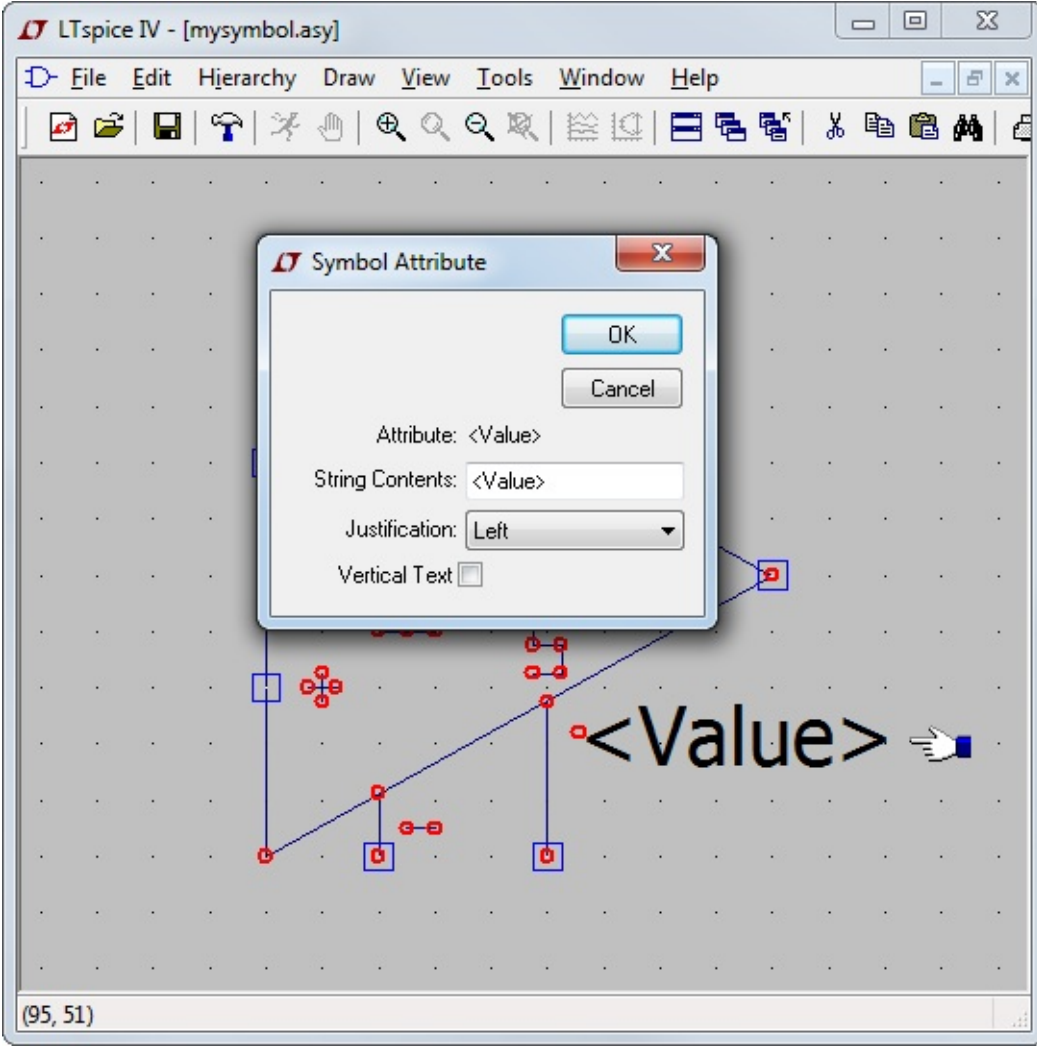 LTspice IV - [mysymbol.asy]
File Edit Hierarchy Draw View Tools Window Help
Symbol Attribute
OK
Cancel
Attribute: <Value>
String Contents: <Value>
Justification: Left
Vertical Text
<Value>
(95, 51)